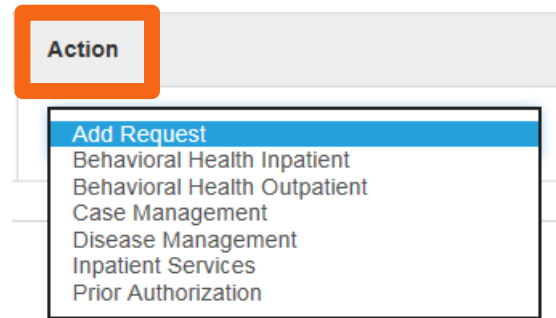 Action
Add Request
Behavioral Health Inpatient
Behavioral Health Outpatient
Case Management
Disease Management
Inpatient Services
Prior Authorization